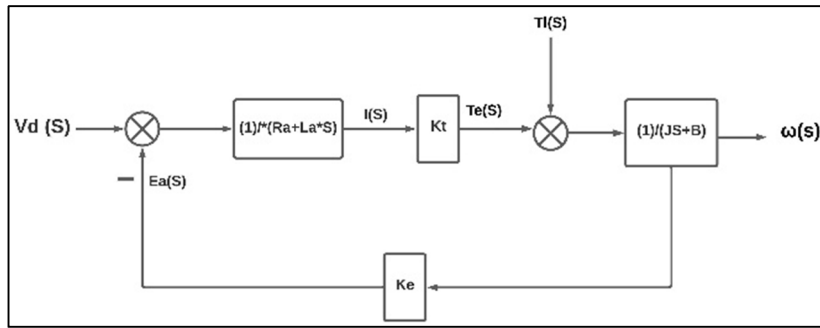 Tl(S)
Vd (S)
(1)/*(Ra+La*S)
I(S)
Kt
Te(S)
(1)/(JS+B)
ω(s)
Ea(S)
Ke